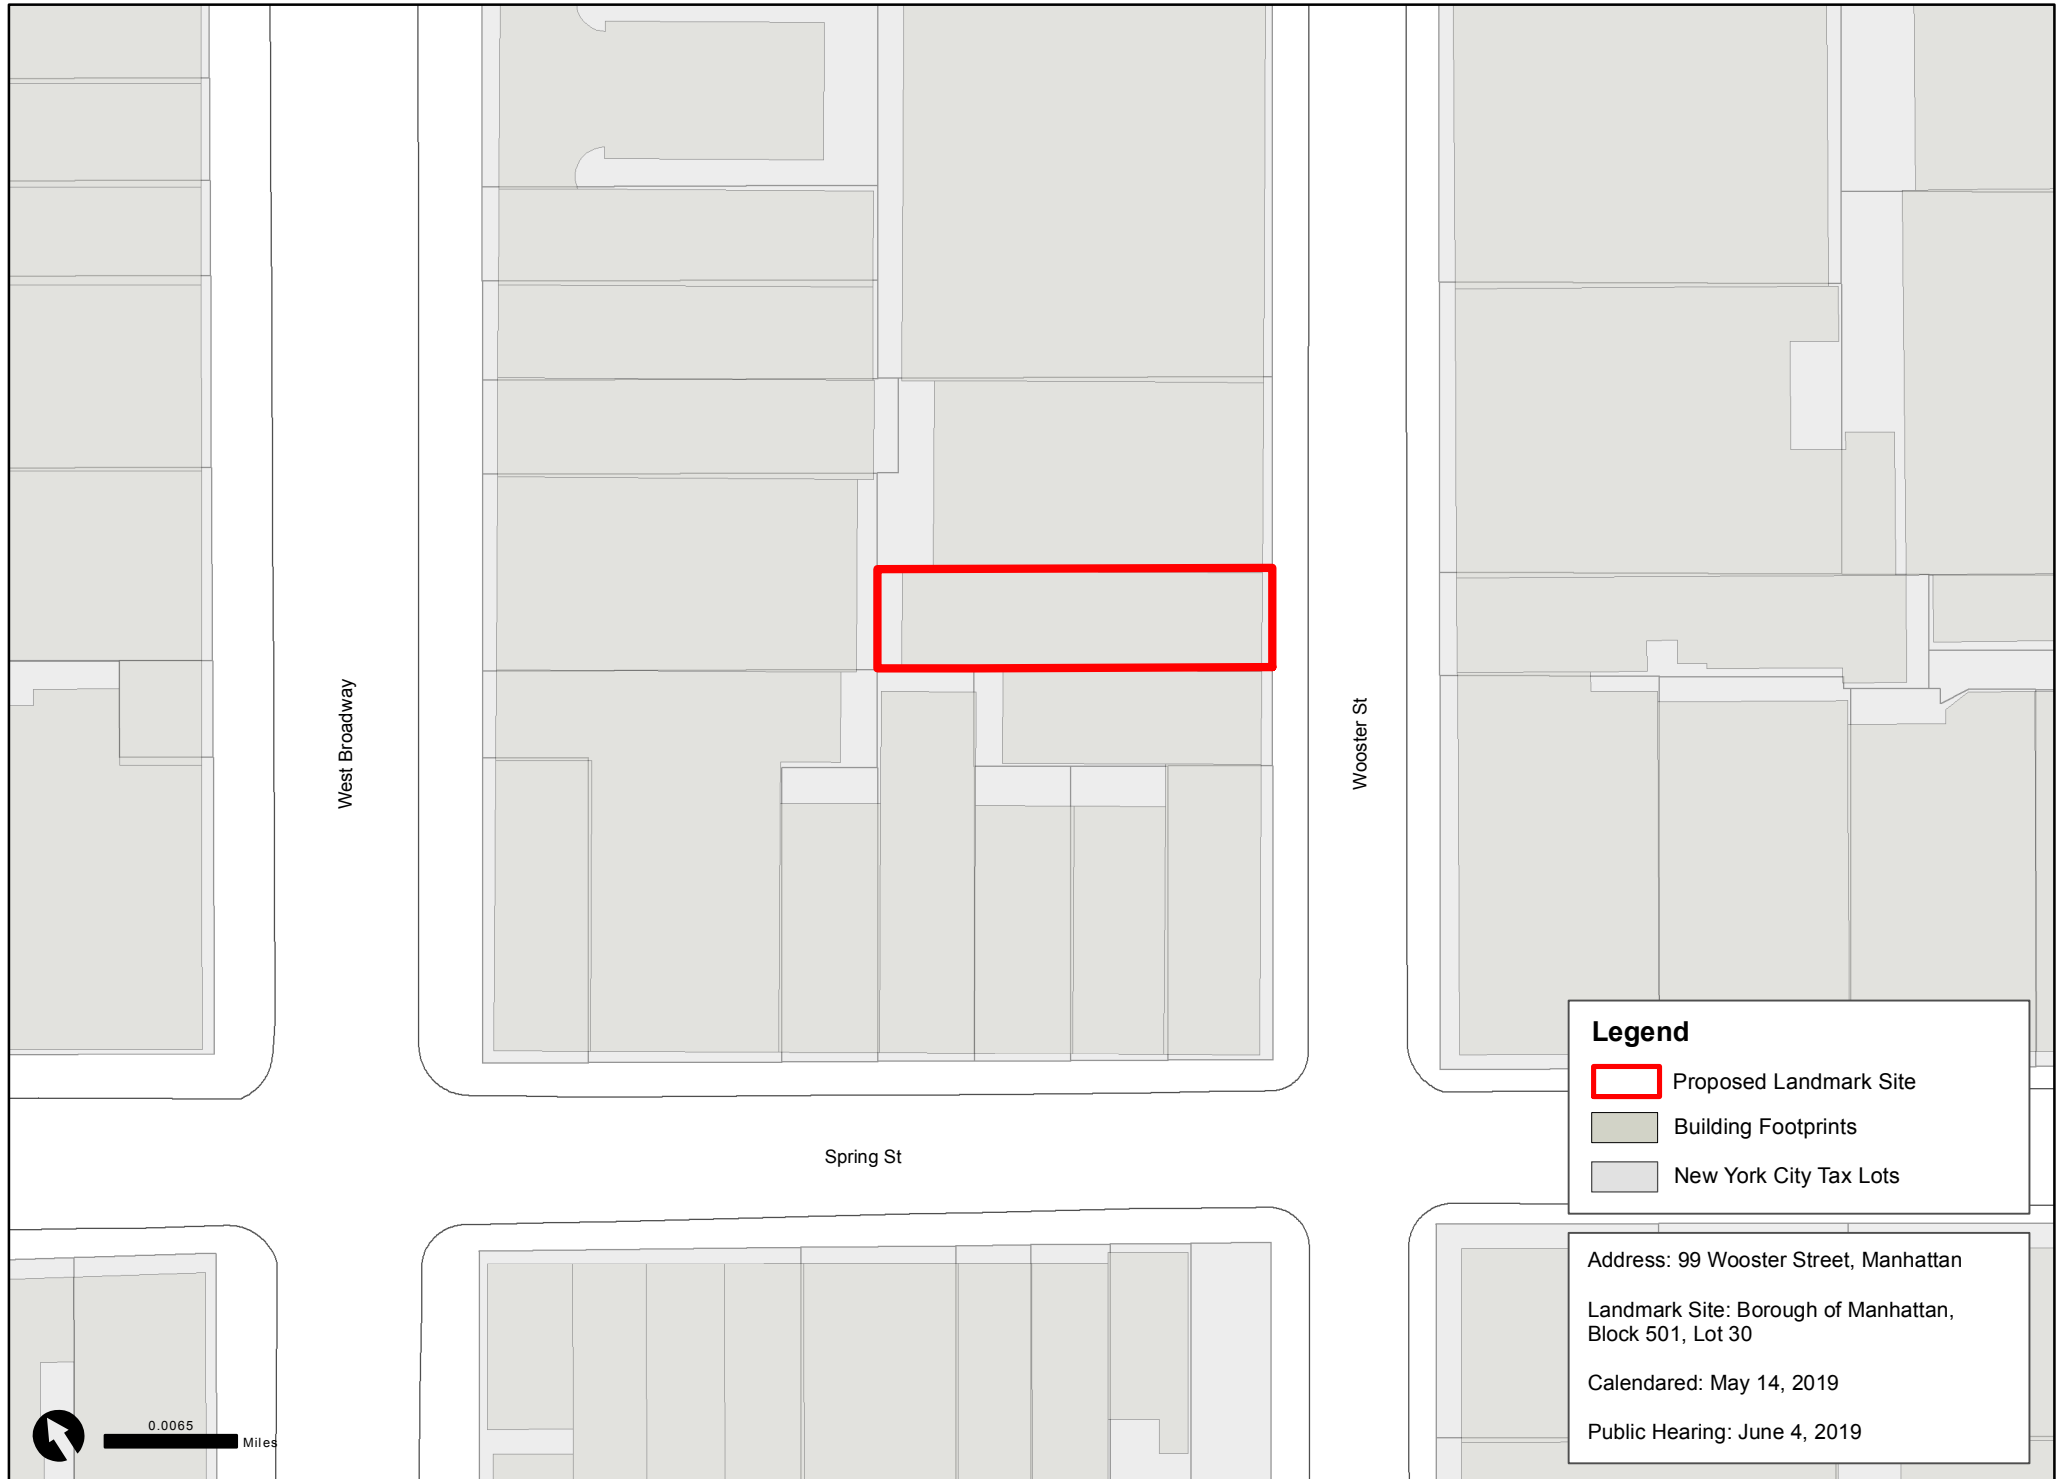 West Broadway
Wooster St
Spring St
Legend
Proposed Landmark Site
Building Footprints
New York City Tax Lots
Address: 99 Wooster Street, Manhattan
Landmark Site: Borough of Manhattan,
Block 501, Lot 30
Calendared: May 14, 2019
Public Hearing: June 4, 2019
0.0065
Miles